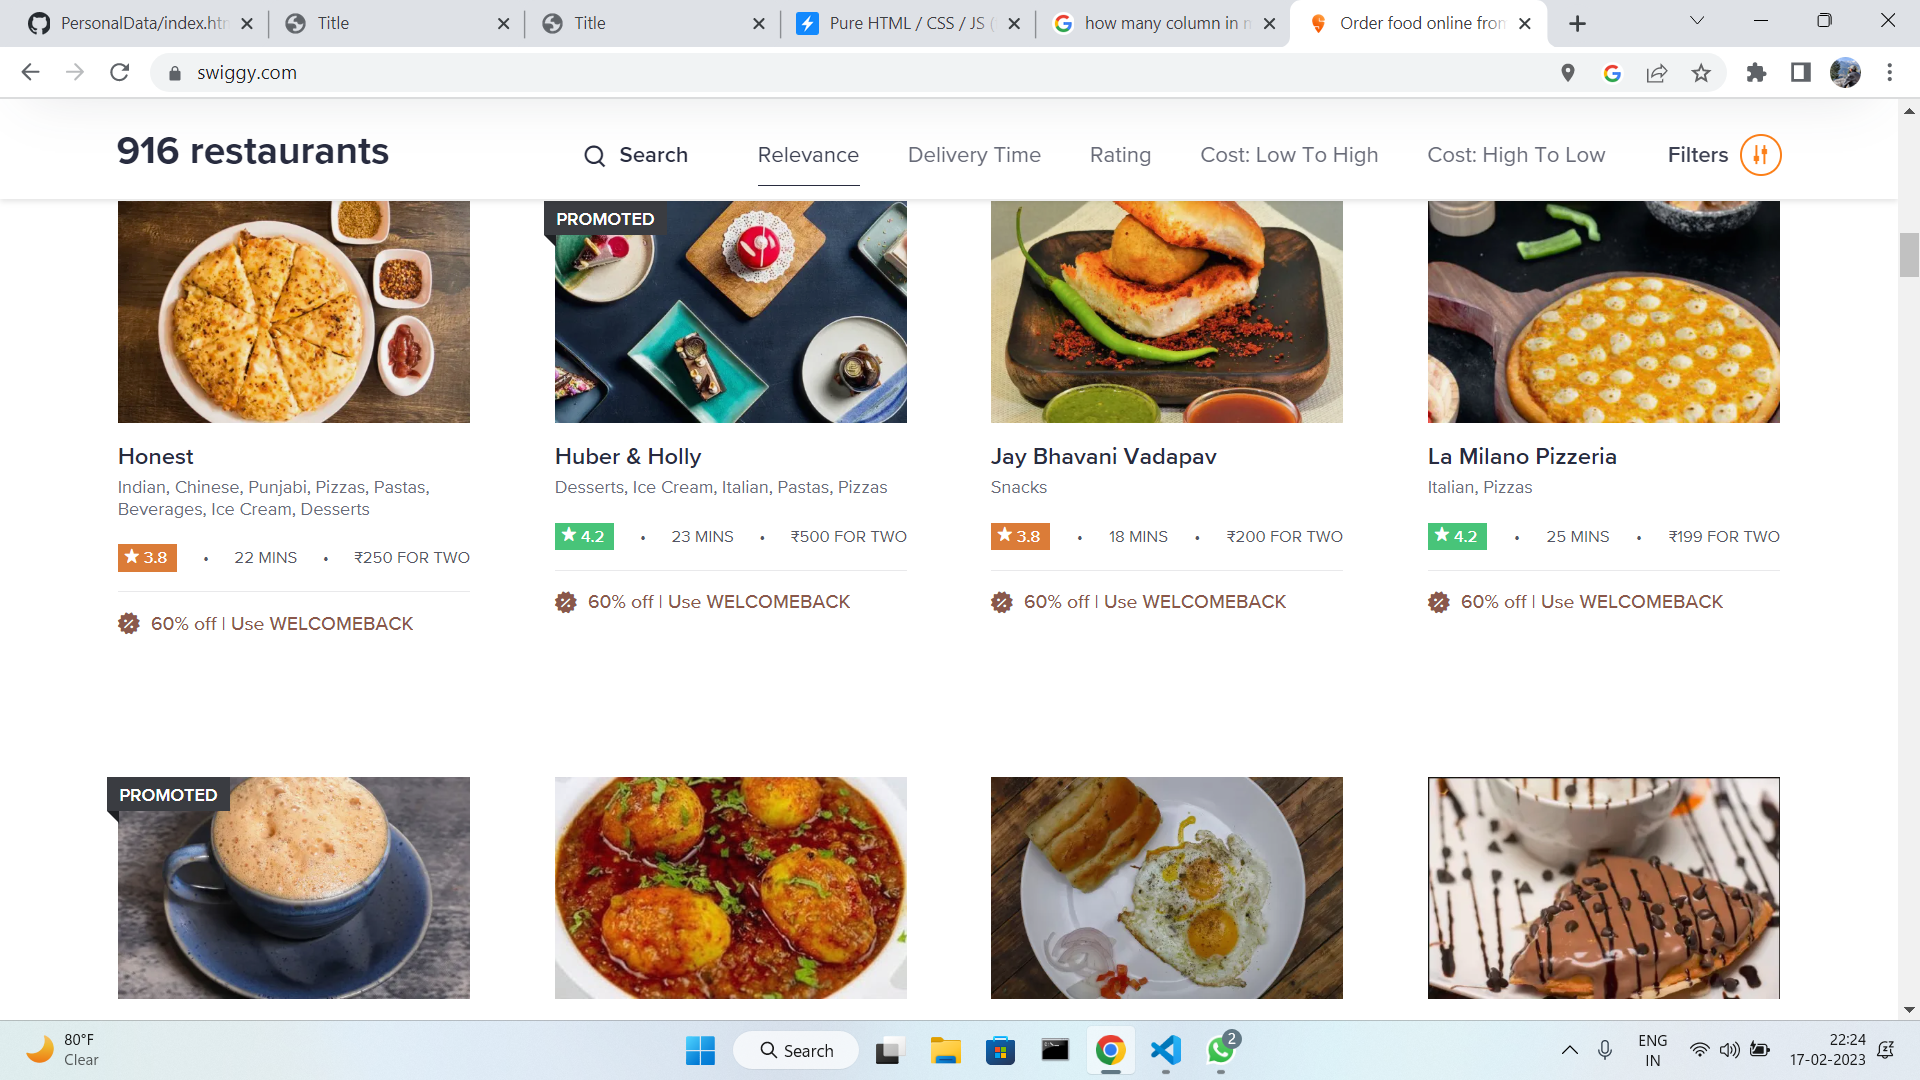 PersonalData/index.htm
Title
Title
Pure HTML / CSS / JS (
how many column in n
Order food online from
swiggy.com
916 restaurants
Search
Relevance
Delivery Time
Rating
Cost: Low To High
Cost: High To Low
Filters
PROMOTED
Honest
Indian, Chinese, Punjabi, Pizzas, Pastas,
Beverages, Ice Cream, Desserts
★ 3.8 • 22 MINS • ₹250 FOR TWO
60% off | Use WELCOMEBACK
Huber & Holly
Desserts, Ice Cream, Italian, Pastas, Pizzas
★ 4.2 • 23 MINS • ₹500 FOR TWO
60% off | Use WELCOMEBACK
Jay Bhavani Vadapav
Snacks
★ 3.8 • 18 MINS • ₹200 FOR TWO
60% off | Use WELCOMEBACK
La Milano Pizzeria
Italian, Pizzas
★ 4.2 • 25 MINS • ₹199 FOR TWO
60% off | Use WELCOMEBACK
PROMOTED
80°F
Clear
Search
2
ENG
IN
22:24
17-02-2023